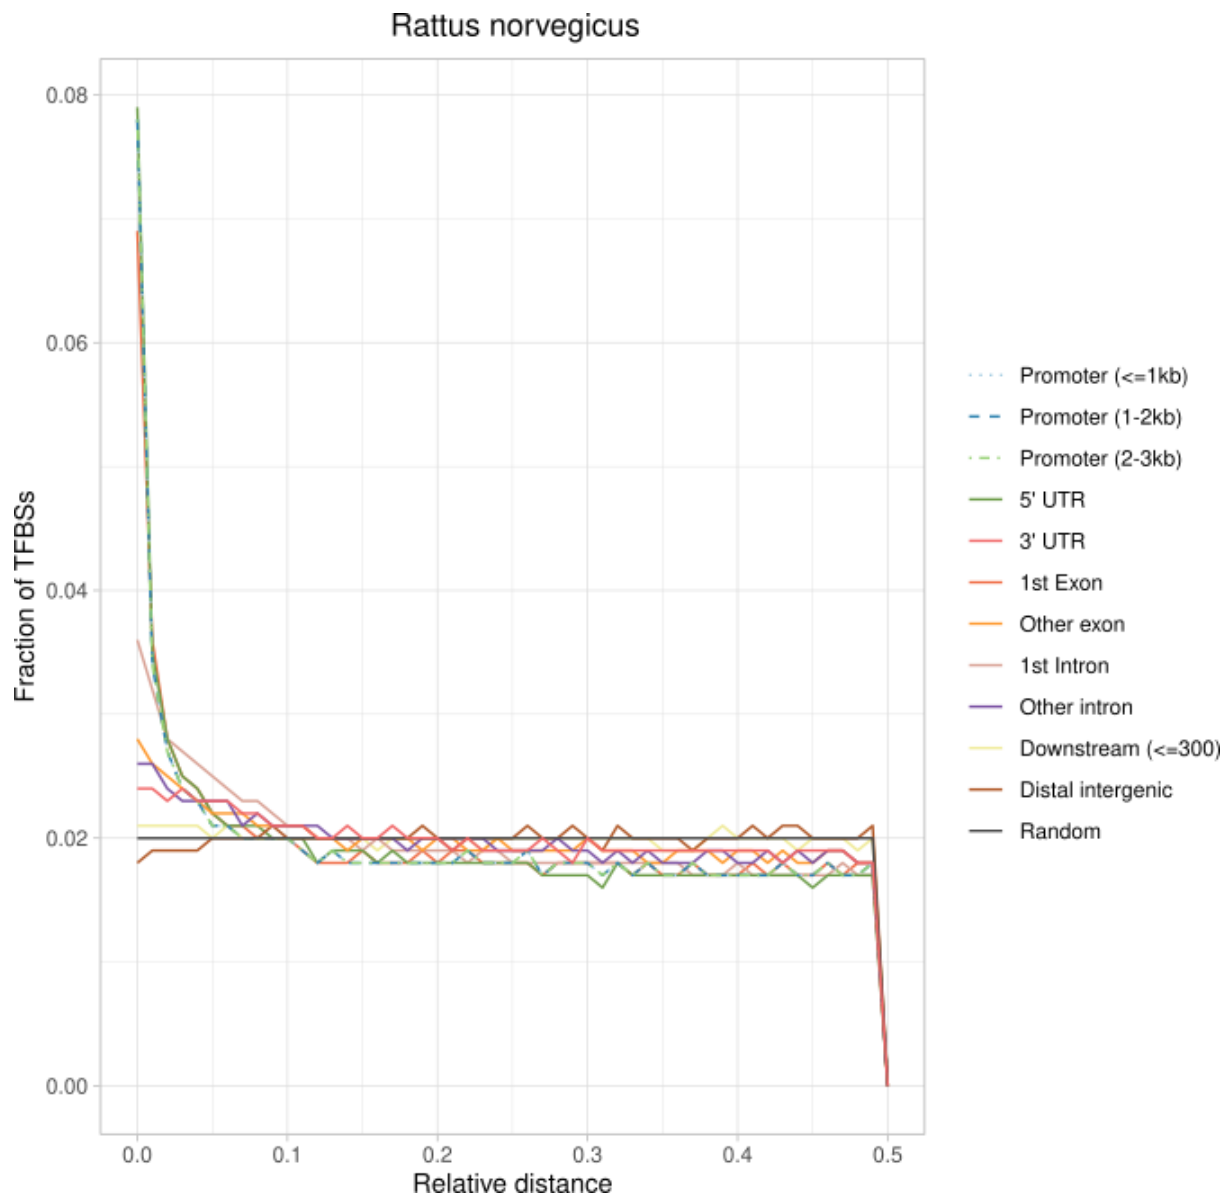 Rattus norvegicus
0.08
0.06
0.04
0.02
0.00
Fraction of TFBSs
0.0 0.1 0.2 0.3 0.4 0.5
Relative distance
Promoter (<=1kb)
Promoter (1-2kb)
Promoter (2-3kb)
5' UTR
3' UTR
1st Exon
Other exon
1st Intron
Other intron
Downstream (<=300)
Distal intergenic
Random